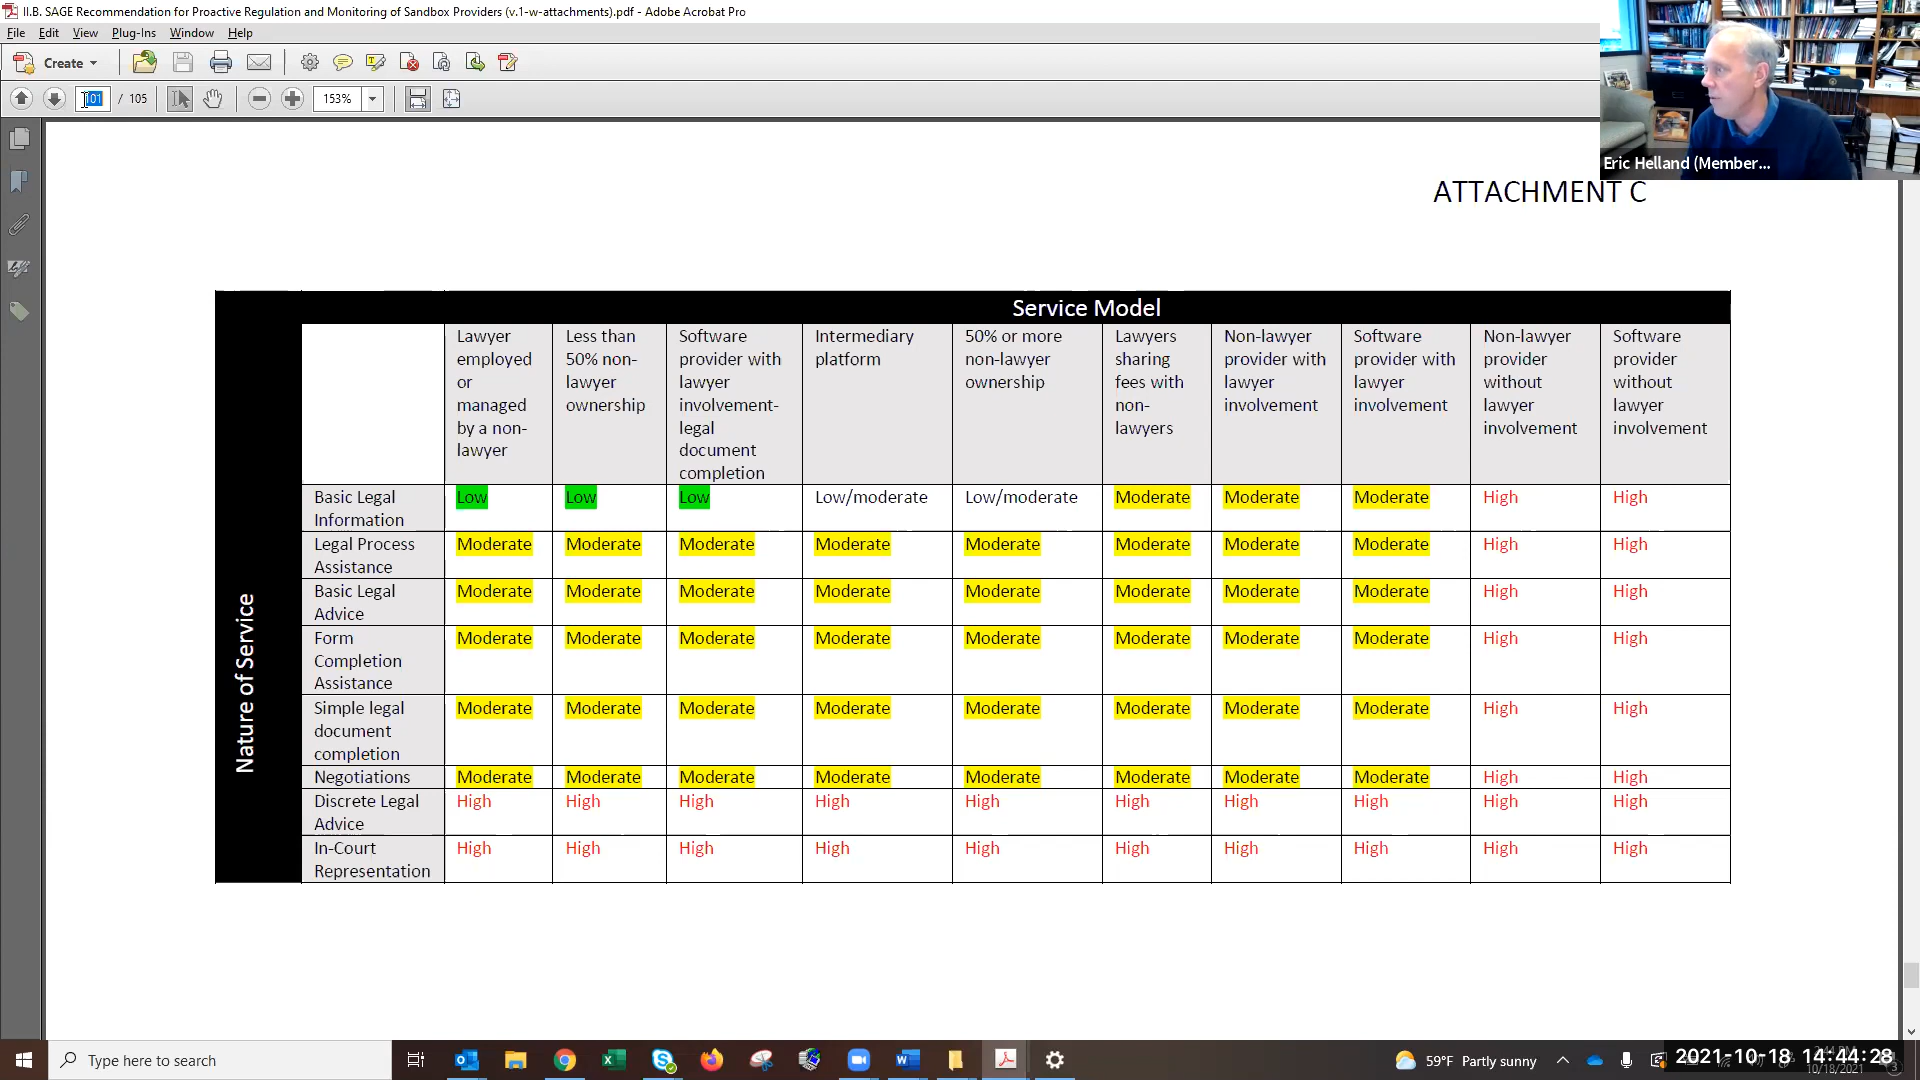 II.B. SAGE Recommendation for Proactive Regulation and Monitoring of Sandbox Providers (v.1-w-attachments).pdf - Adobe Acrobat Pro
File Edit View Plug-Ins Window Help
Create
101 / 105 153%
Eric Helland (Member...
ATTACHMENT C
Service Model
Lawyer employed or managed by a non-lawyer
Less than 50% non-lawyer ownership
Software provider with lawyer involvement-legal document completion
Intermediary platform
50% or more non-lawyer ownership
Lawyers sharing fees with non-lawyers
Non-lawyer provider with lawyer involvement
Software provider with lawyer involvement
Non-lawyer provider without lawyer involvement
Software provider without lawyer involvement
Nature of Service
Basic Legal Information Low Low Low Low/moderate Low/moderate Moderate Moderate Moderate High High
Legal Process Assistance Moderate Moderate Moderate Moderate Moderate Moderate Moderate Moderate High High
Basic Legal Advice Moderate Moderate Moderate Moderate Moderate Moderate Moderate Moderate High High
Form Completion Assistance Moderate Moderate Moderate Moderate Moderate Moderate Moderate Moderate High High
Simple legal document completion Moderate Moderate Moderate Moderate Moderate Moderate Moderate Moderate High High
Negotiations Moderate Moderate Moderate Moderate Moderate Moderate Moderate Moderate High High
Discrete Legal Advice High High High High High High High High High High
In-Court Representation High High High High High High High High High High
Type here to search
59°F Partly sunny
2021-10-18 14:44:28
10/18/2021